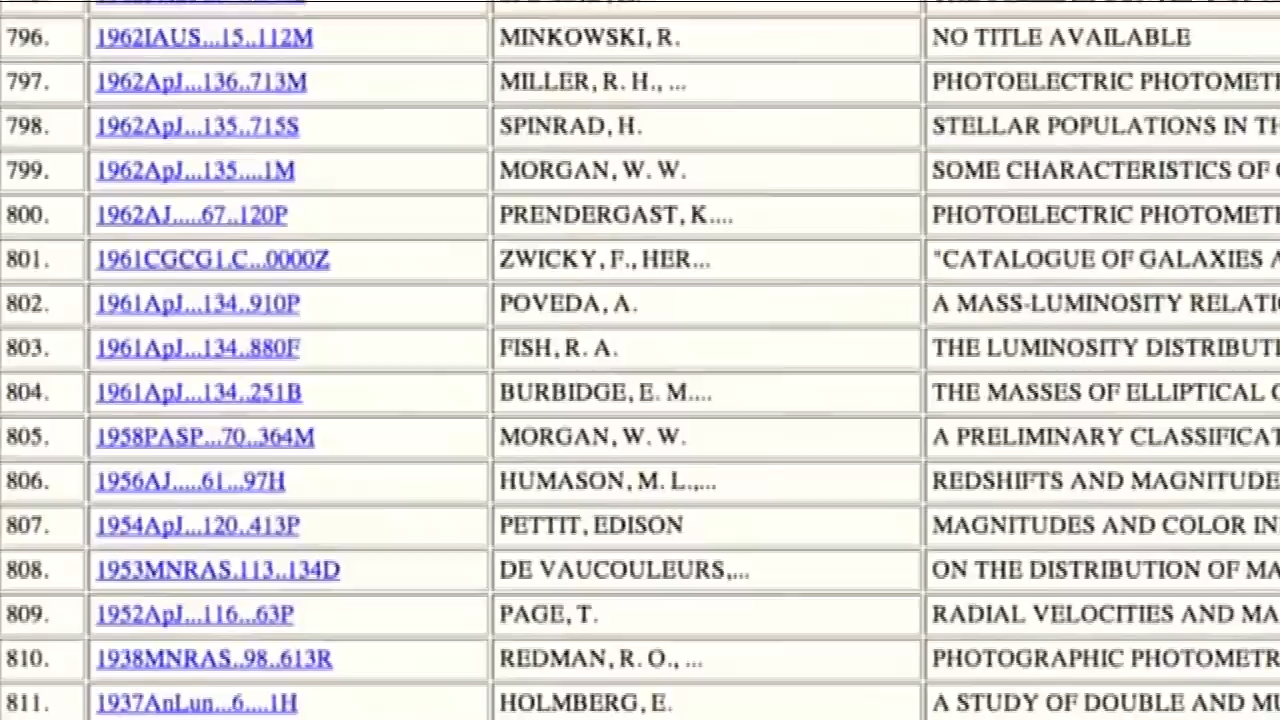 796. 1962IAUS...15..112M MINKOWSKI, R. NO TITLE AVAILABLE
797. 1962ApJ...136..713M MILLER, R. H., ... PHOTOELECTRIC PHOTOMETR
798. 1962ApJ...135..715S SPINRAD, H. STELLAR POPULATIONS IN TH
799. 1962ApJ...135....1M MORGAN, W. W. SOME CHARACTERISTICS OF
800. 1962AJ.....67..120P PRENDERGAST, K.... PHOTOELECTRIC PHOTOMETR
801. 1961CGCG1.C...0000Z ZWICKY, F., HER... "CATALOGUE OF GALAXIES A
802. 1961ApJ...134..910P POVEDA, A. A MASS-LUMINOSITY RELATI
803. 1961ApJ...134..880F FISH, R. A. THE LUMINOSITY DISTRIBUTI
804. 1961ApJ...134..251B BURBIDGE, E. M.... THE MASSES OF ELLIPTICAL
805. 1958PASP...70..364M MORGAN, W. W. A PRELIMINARY CLASSIFICAT
806. 1956AJ.....61...97H HUMASON, M. L.,... REDSHIFTS AND MAGNITUDE
807. 1954ApJ...120..413P PETTIT, EDISON MAGNITUDES AND COLOR IN
808. 1953MNRAS.113..134D DE VAUCOULEURS,... ON THE DISTRIBUTION OF MA
809. 1952ApJ...116...63P PAGE, T. RADIAL VELOCITIES AND MA
810. 1938MNRAS..98..613R REDMAN, R. O., ... PHOTOGRAPHIC PHOTOMETR
811. 1937AnLun...6....1H HOLMBERG, E. A STUDY OF DOUBLE AND MU